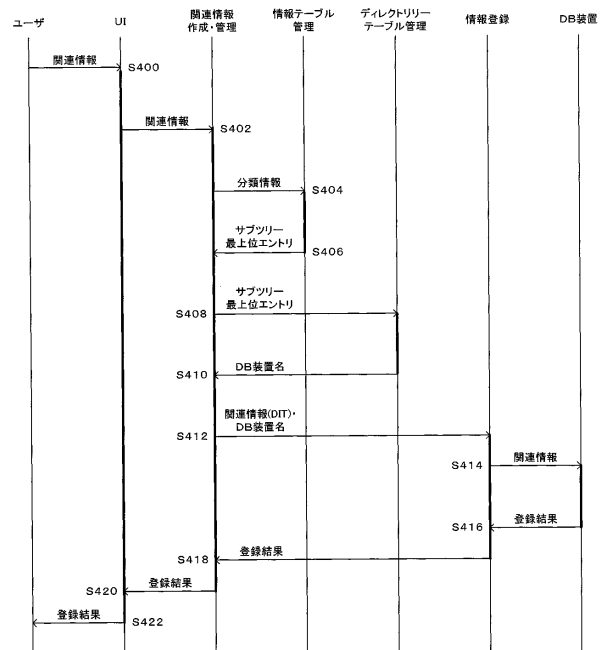 ユーザ
UI
関連情報
作成・管理
情報テーブル
管理
ディレクトリリー
テーブル管理
情報登録
DB装置
関連情報
S400
関連情報
S402
分類情報
S404
サブツリー
最上位エントリ
S406
サブツリー
最上位エントリ
S408
DB装置名
S410
関連情報(DIT)・
DB装置名
S412
関連情報
S414
登録結果
S416
登録結果
S418
登録結果
S420
登録結果
S422